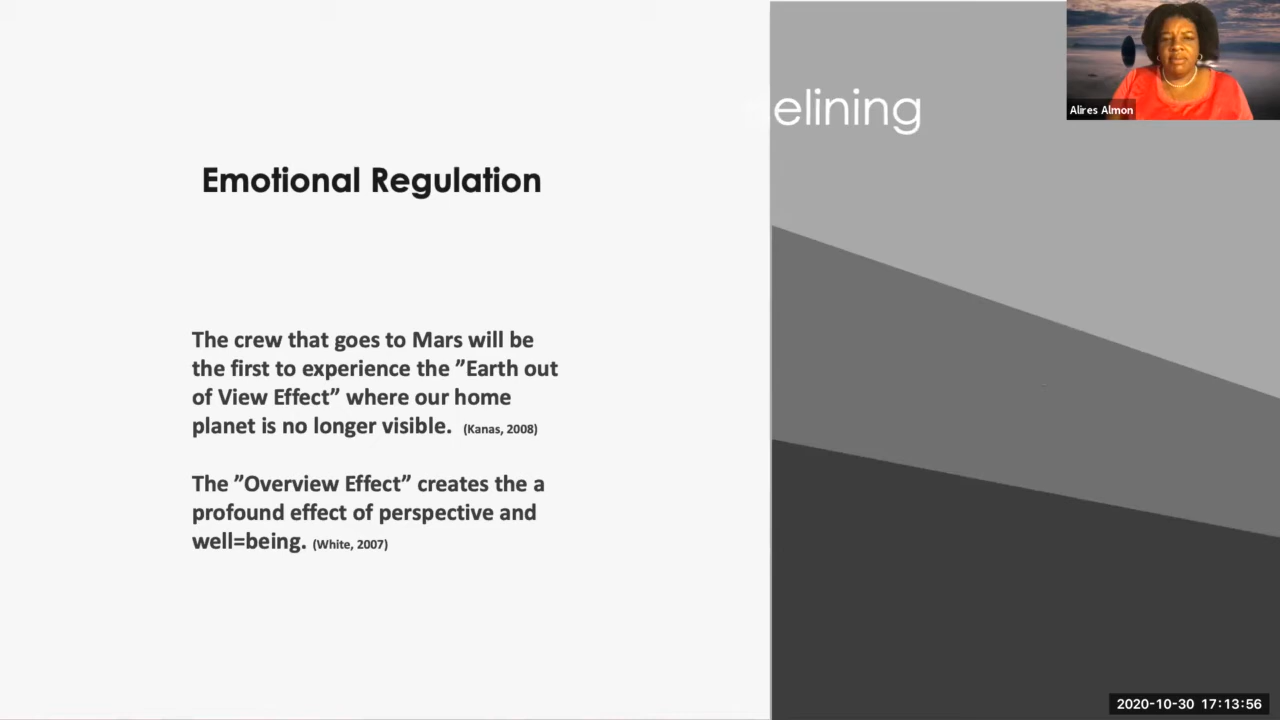 elining
Alires Almon
Emotional Regulation
The crew that goes to Mars will be
the first to experience the ”Earth out
of View Effect” where our home
planet is no longer visible. (Kanas, 2008)
The ”Overview Effect” creates the a
profound effect of perspective and
well=being. (White, 2007)
2020-10-30 17:13:56